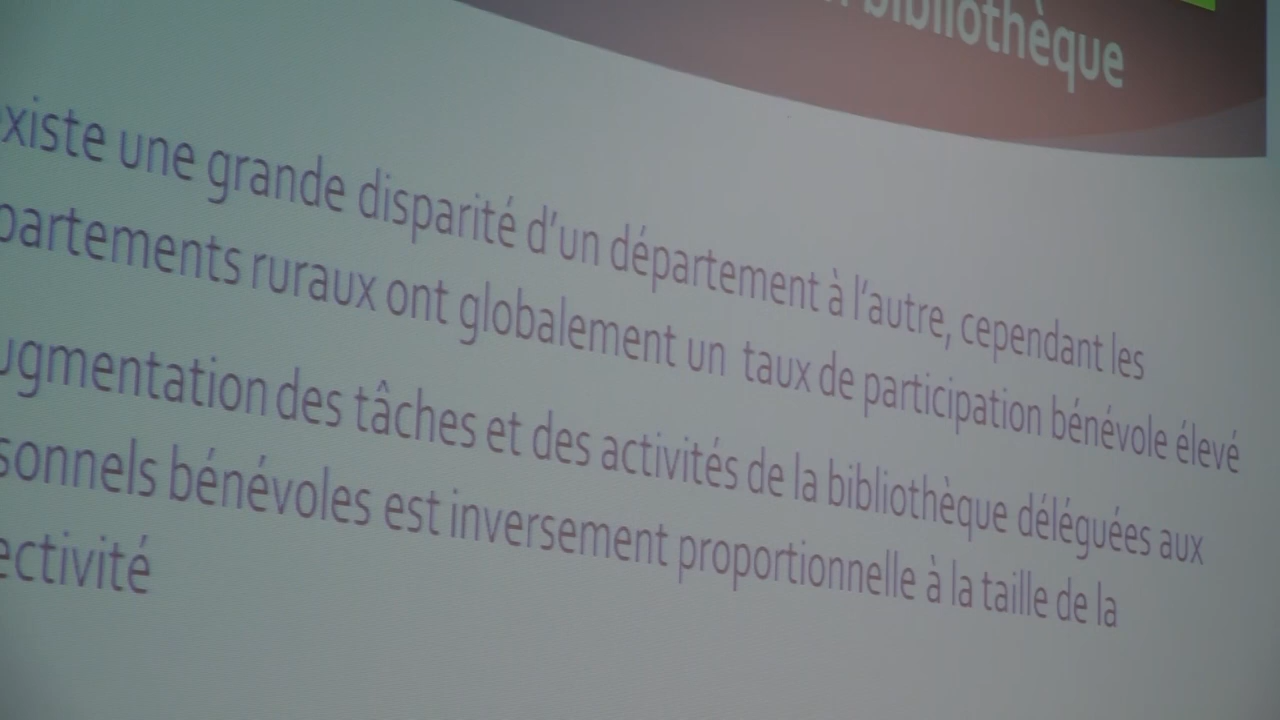 bibliothèque
existe une grande disparité d'un département à l'autre, cependant les
partements ruraux ont globalement un taux de participation bénévole élevé
ugmentation des tâches et des activités de la bibliothèque déléguées aux
sonnels bénévoles est inversement proportionnelle à la taille de la
ectivité